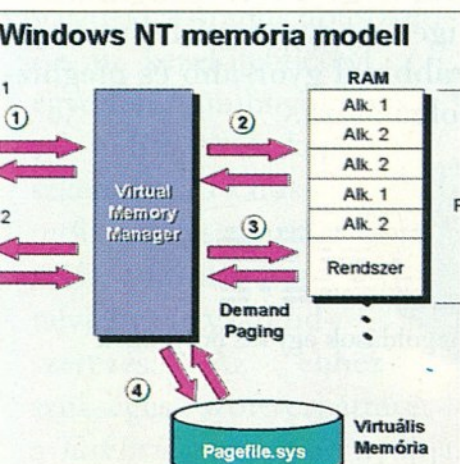 Windows NT memória modell
1
①
2
Virtual
Memory
Manager
②
③
Demand
Paging
④
RAM
Alk. 1
Alk. 2
Alk. 2
Alk. 1
Alk. 2
Rendszer
Pagefile.sys
Virtuális
Memória